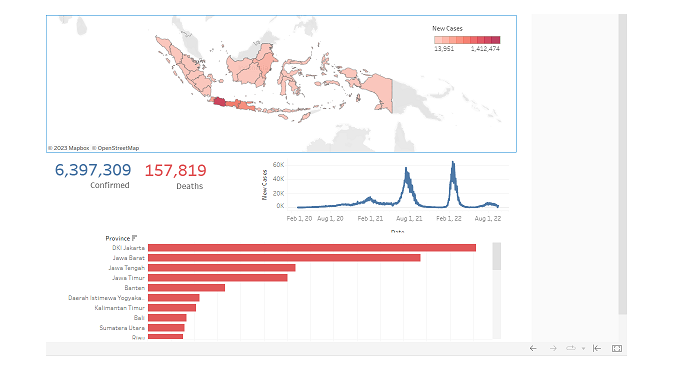 New Cases
13,951 1,412,474
© 2023 Mapbox © OpenStreetMap
6,397,309 157,819
Confirmed Deaths
New Cases
60K
40K
20K
0K
Feb 1, 20 Aug 1, 20 Feb 1, 21 Aug 1, 21 Feb 1, 22 Aug 1, 22
Date
Province
DKI Jakarta
Jawa Barat
Jawa Tengah
Jawa Timur
Banten
Daerah Istimewa Yogyaka..
Kalimantan Timur
Bali
Sumatera Utara
Riau